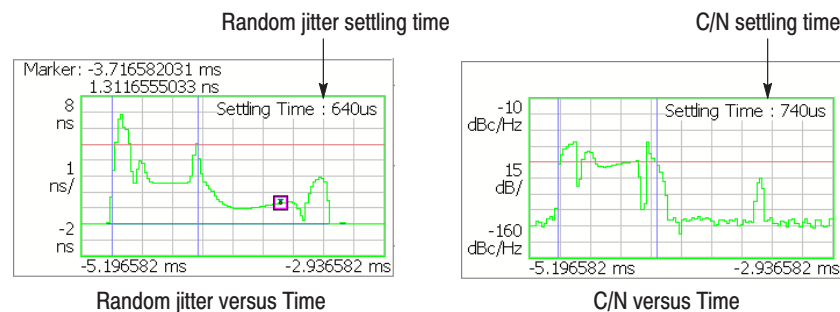 Random jitter settling time
C/N settling time
Marker: -3.716582031 ms
1.3116555033 ns
8
ns
Settling Time : 640us
1
ns/
-2
ns
-5.196582 ms
-2.936582 ms
Random jitter versus Time
-10
dBc/Hz
Settling Time : 740us
15
dB/
-160
dBc/Hz
-5.196582 ms
-2.936582 ms
C/N versus Time